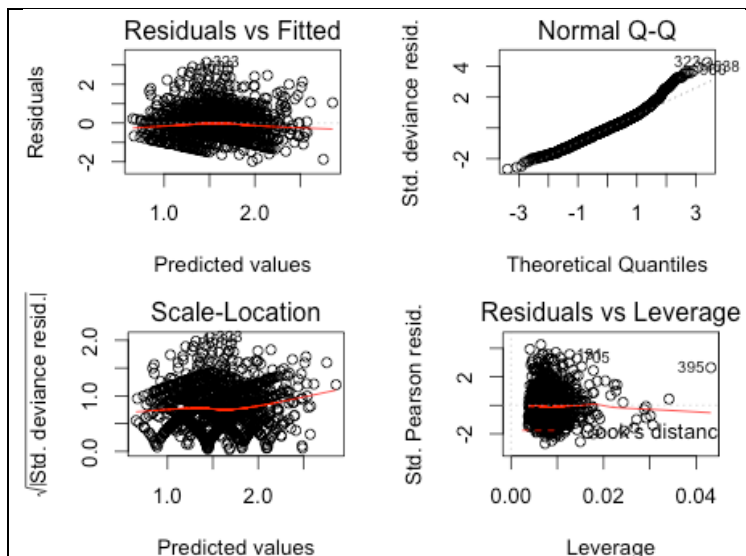 Residuals vs Fitted
Residuals
2
0
-2
323
1.0
2.0
Predicted values
Normal Q-Q
Std. deviance resid.
4
2
-2
323
-3
-1
1
3
Theoretical Quantiles
Scale-Location
√|Std. deviance resid.|
2.0
1.0
0.0
1.0
2.0
Predicted values
Residuals vs Leverage
Std. Pearson resid.
4
2
-2
705
395
Cook's distanc
0.00
0.02
0.04
Leverage